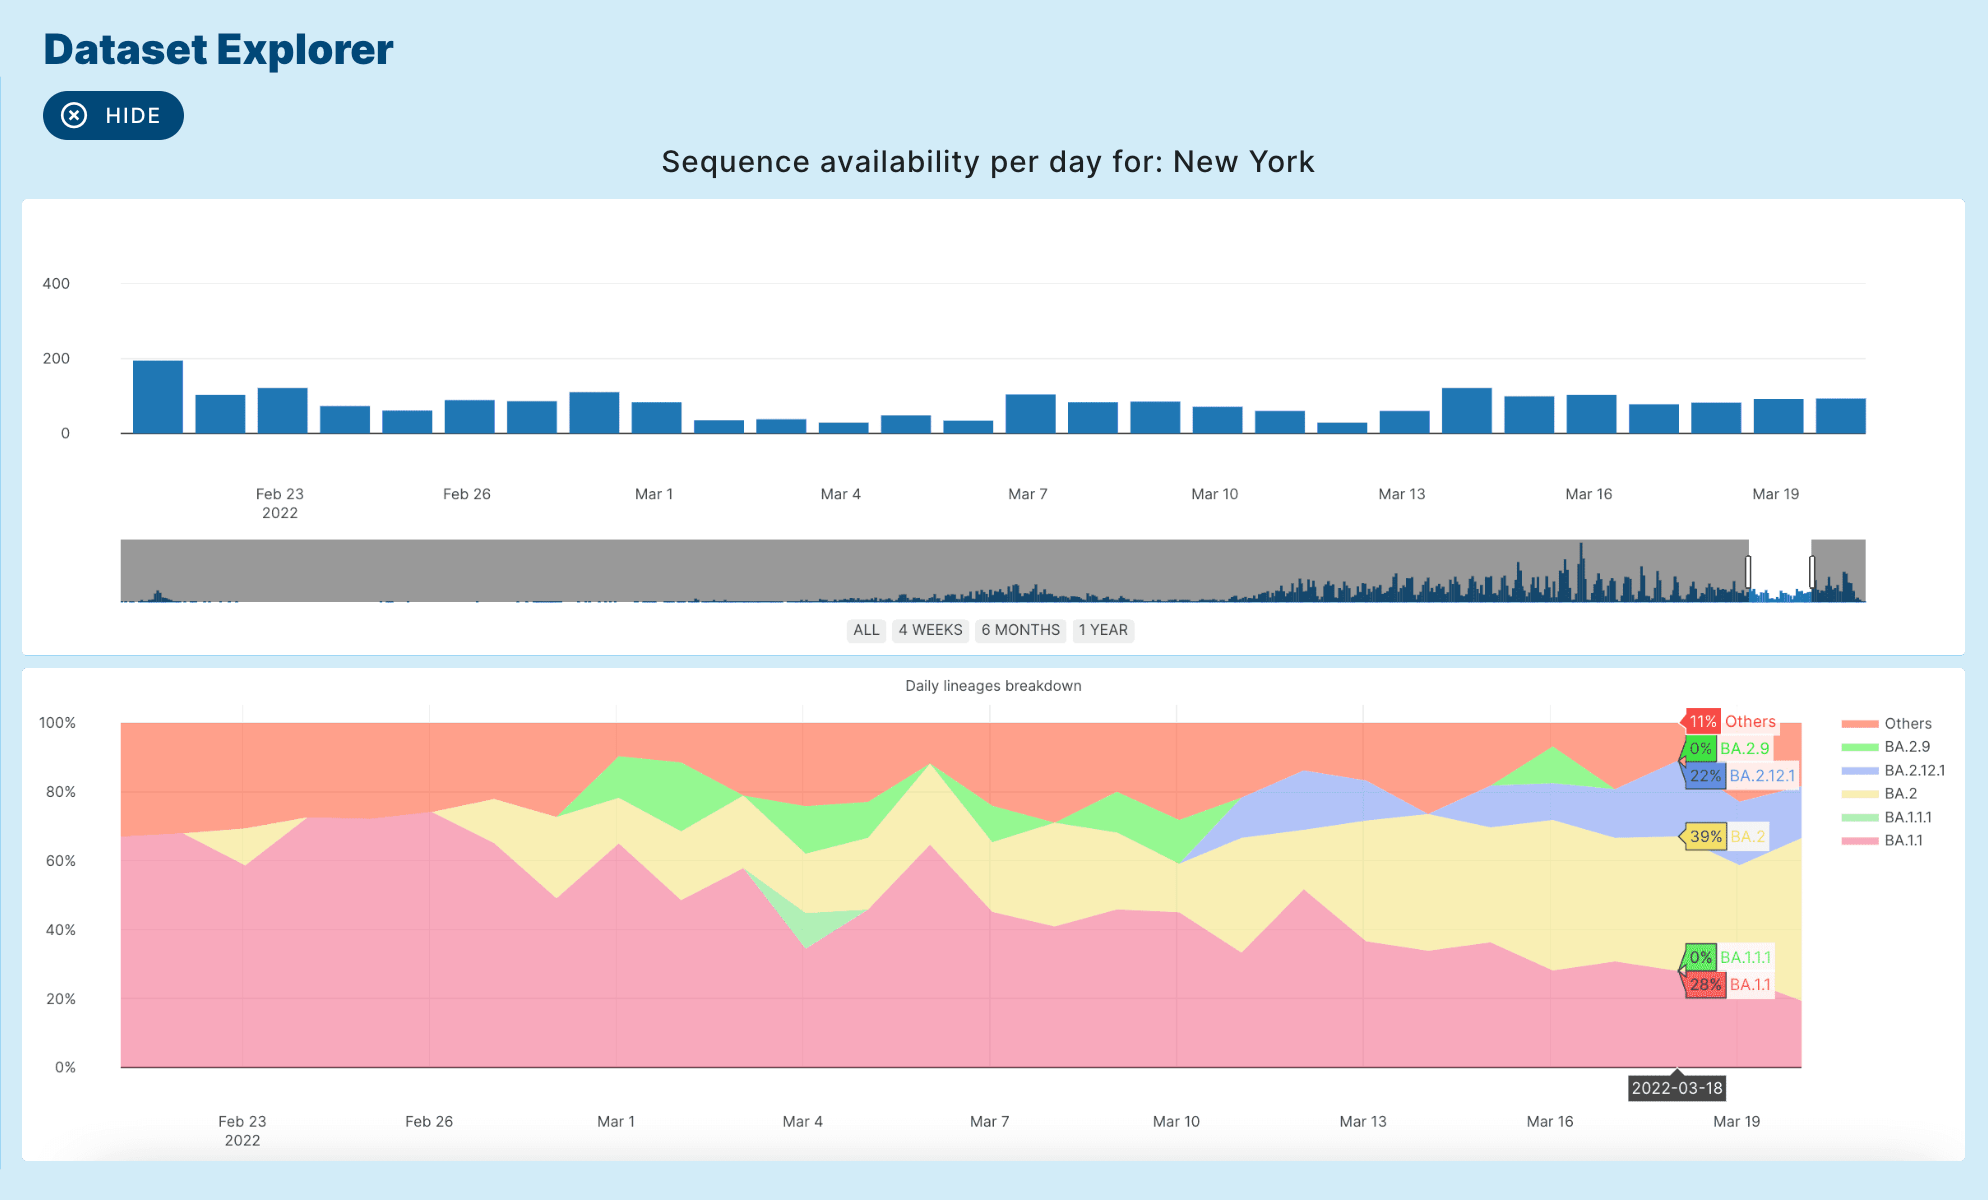 Dataset Explorer
HIDE
Sequence availability per day for: New York
400
200
0
Feb 23 Feb 26 Mar 1 Mar 4 Mar 7 Mar 10 Mar 13 Mar 16 Mar 19
2022
ALL 4 WEEKS 6 MONTHS 1 YEAR
Daily lineages breakdown
100%
80%
60%
40%
20%
0%
11% Others
0% BA.2.9
22% BA.2.12.1
39% BA.2
0% BA.1.1.1
28% BA.1.1
Others
BA.2.9
BA.2.12.1
BA.2
BA.1.1.1
BA.1.1
2022-03-18
Feb 23 Feb 26 Mar 1 Mar 4 Mar 7 Mar 10 Mar 13 Mar 16 Mar 19
2022